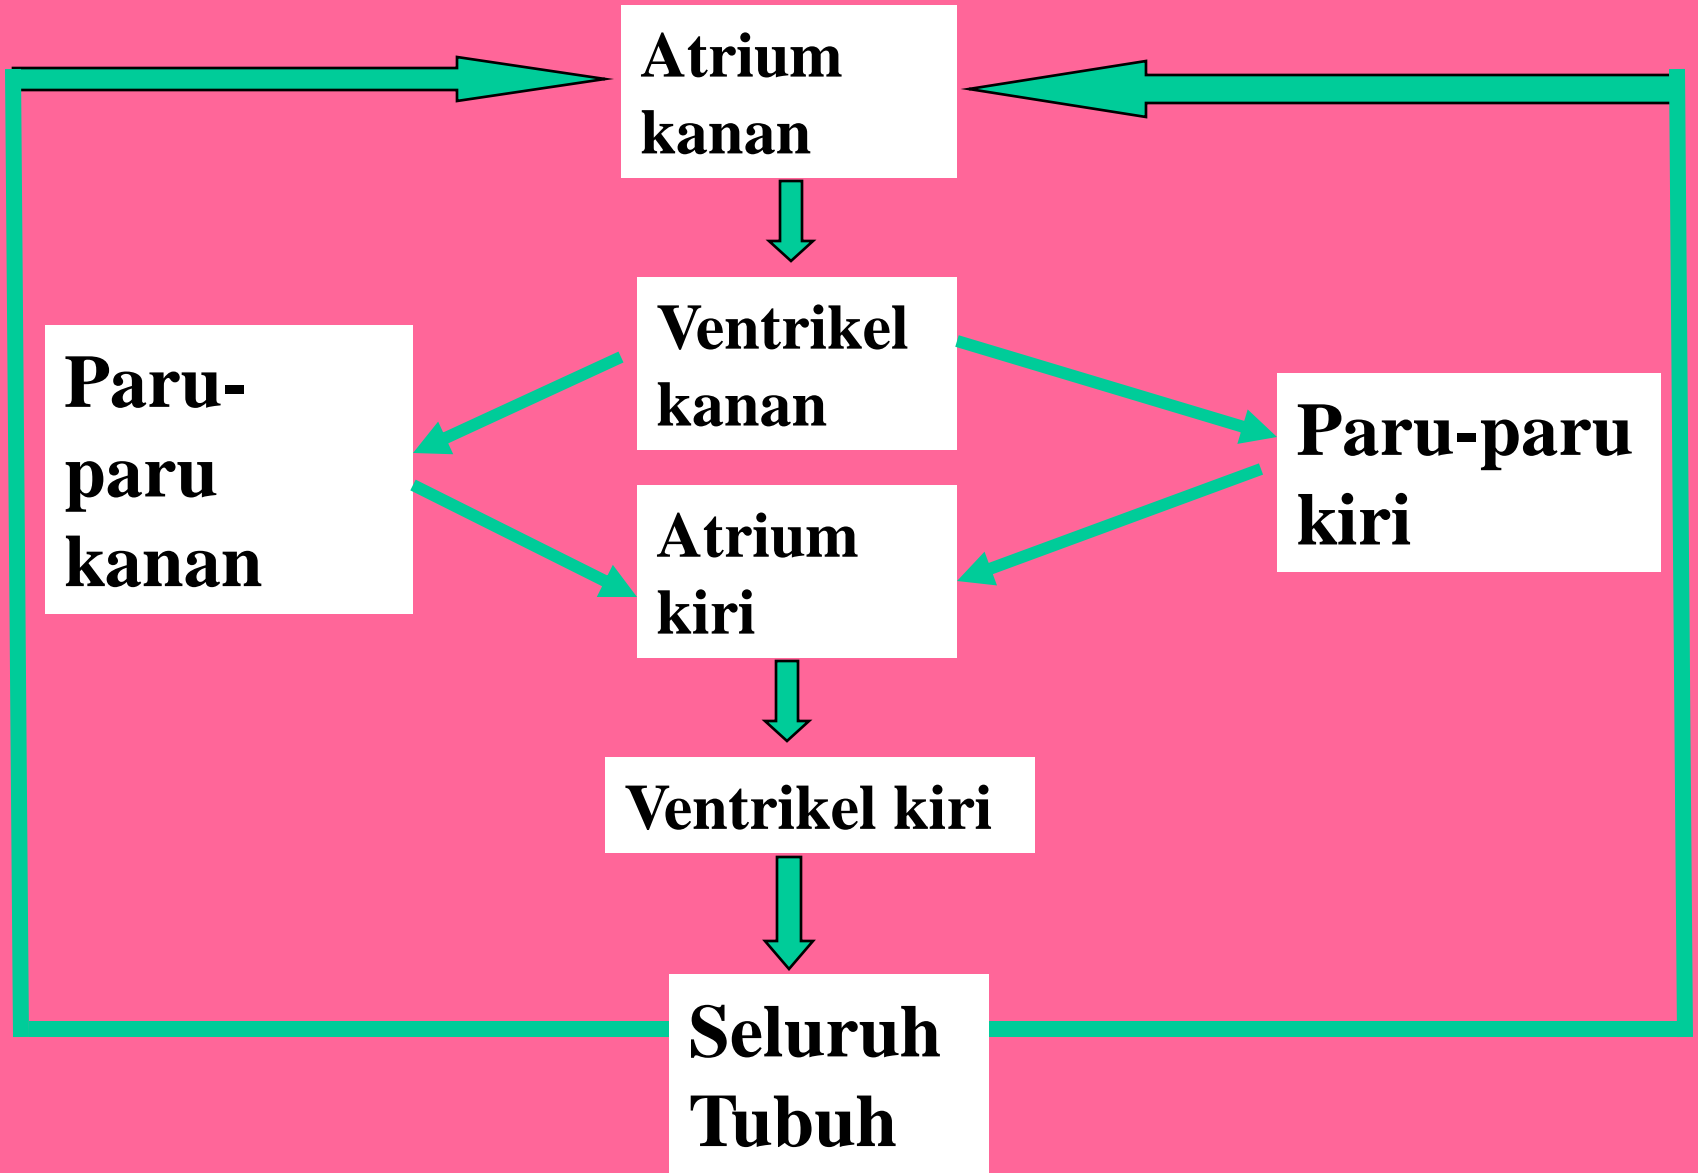 Atrium
kanan
Ventrikel
kanan
Paru-
paru
kanan
Paru-paru
kiri
Atrium
kiri
Ventrikel kiri
Seluruh
Tubuh